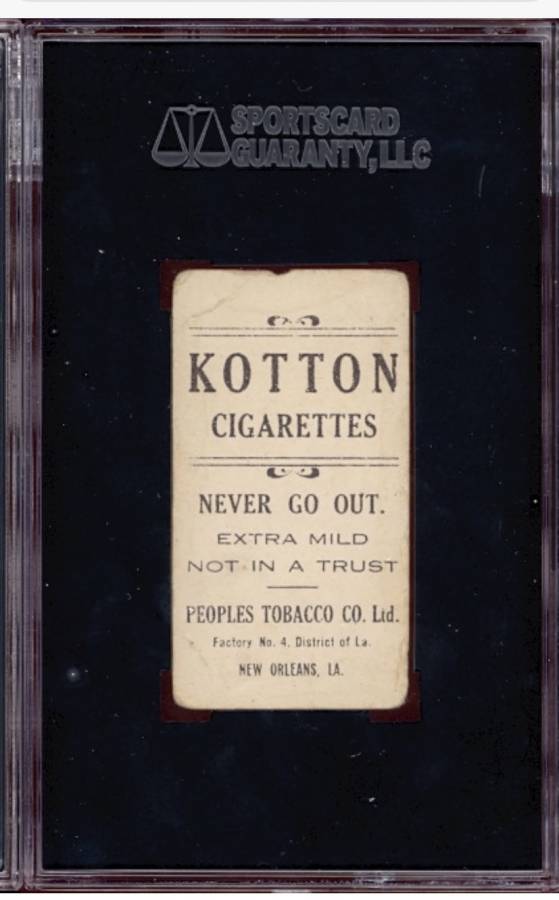 SPORTSCARD
GUARANTY, LLC
KOTTON
CIGARETTES
NEVER GO OUT.
EXTRA MILD
NOT IN A TRUST
PEOPLES TOBACCO CO. Ltd.
Factory No. 4, District of La.
NEW ORLEANS, LA.